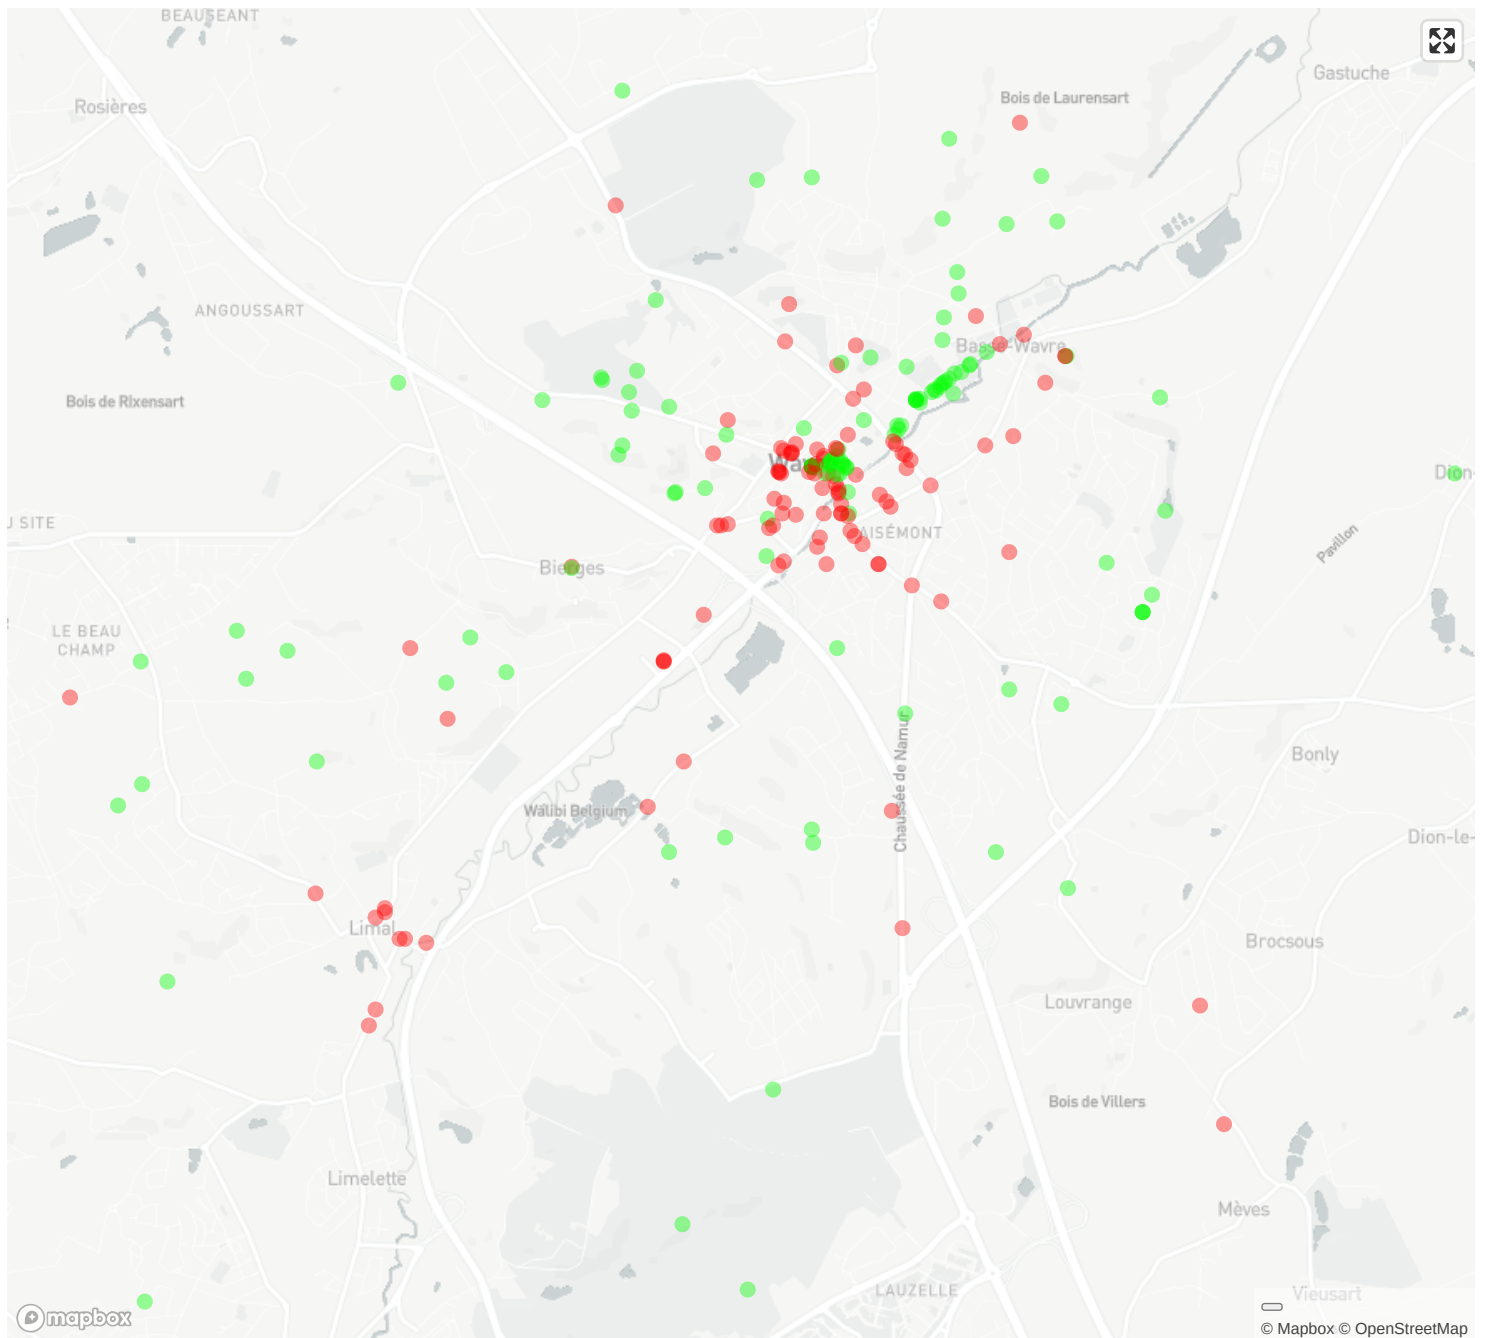 BEAUSEANT
Gastuche
Rosières
Bois de Laurensart
ANGOUSSART
Basse-Wavre
Bois de Rixensart
Dion-
AISÉMONT
Pavillon
Bierges
LE BEAU
CHAMP
Chaussée de Namur
Bonly
Walibi Belgium
Dion-le-
Limal
Brocsous
Louvrange
Bois de Villers
Limelette
Mèves
LAUZELLE
Vieusart
mapbox
© Mapbox © OpenStreetMap